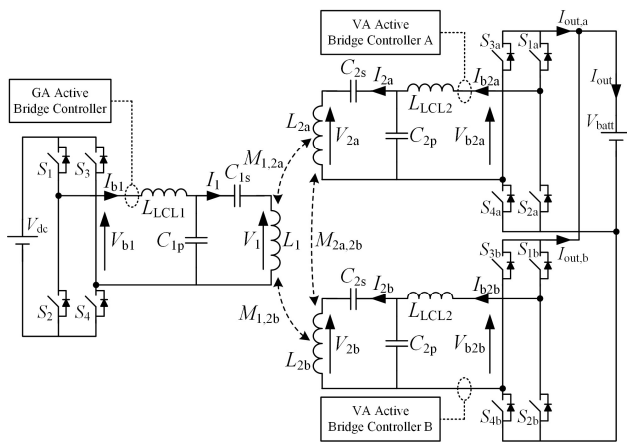 VA Active
Bridge Controller A
GA Active
Bridge Controller
S1
S3
S2
S4
Vdc
Ib1
Vb1
LLCL1
C1p
I1
C1s
V1
L1
M1,2a
M2a,2b
M1,2b
L2a
V2a
C2s
I2a
LLCL2
C2p
Ib2a
Vb2a
S3a
S1a
S4a
S2a
Iout,a
Iout
Vbatt
L2b
V2b
C2s
I2b
LLCL2
C2p
Ib2b
Vb2b
S3b
S1b
S4b
S2b
Iout,b
VA Active
Bridge Controller B